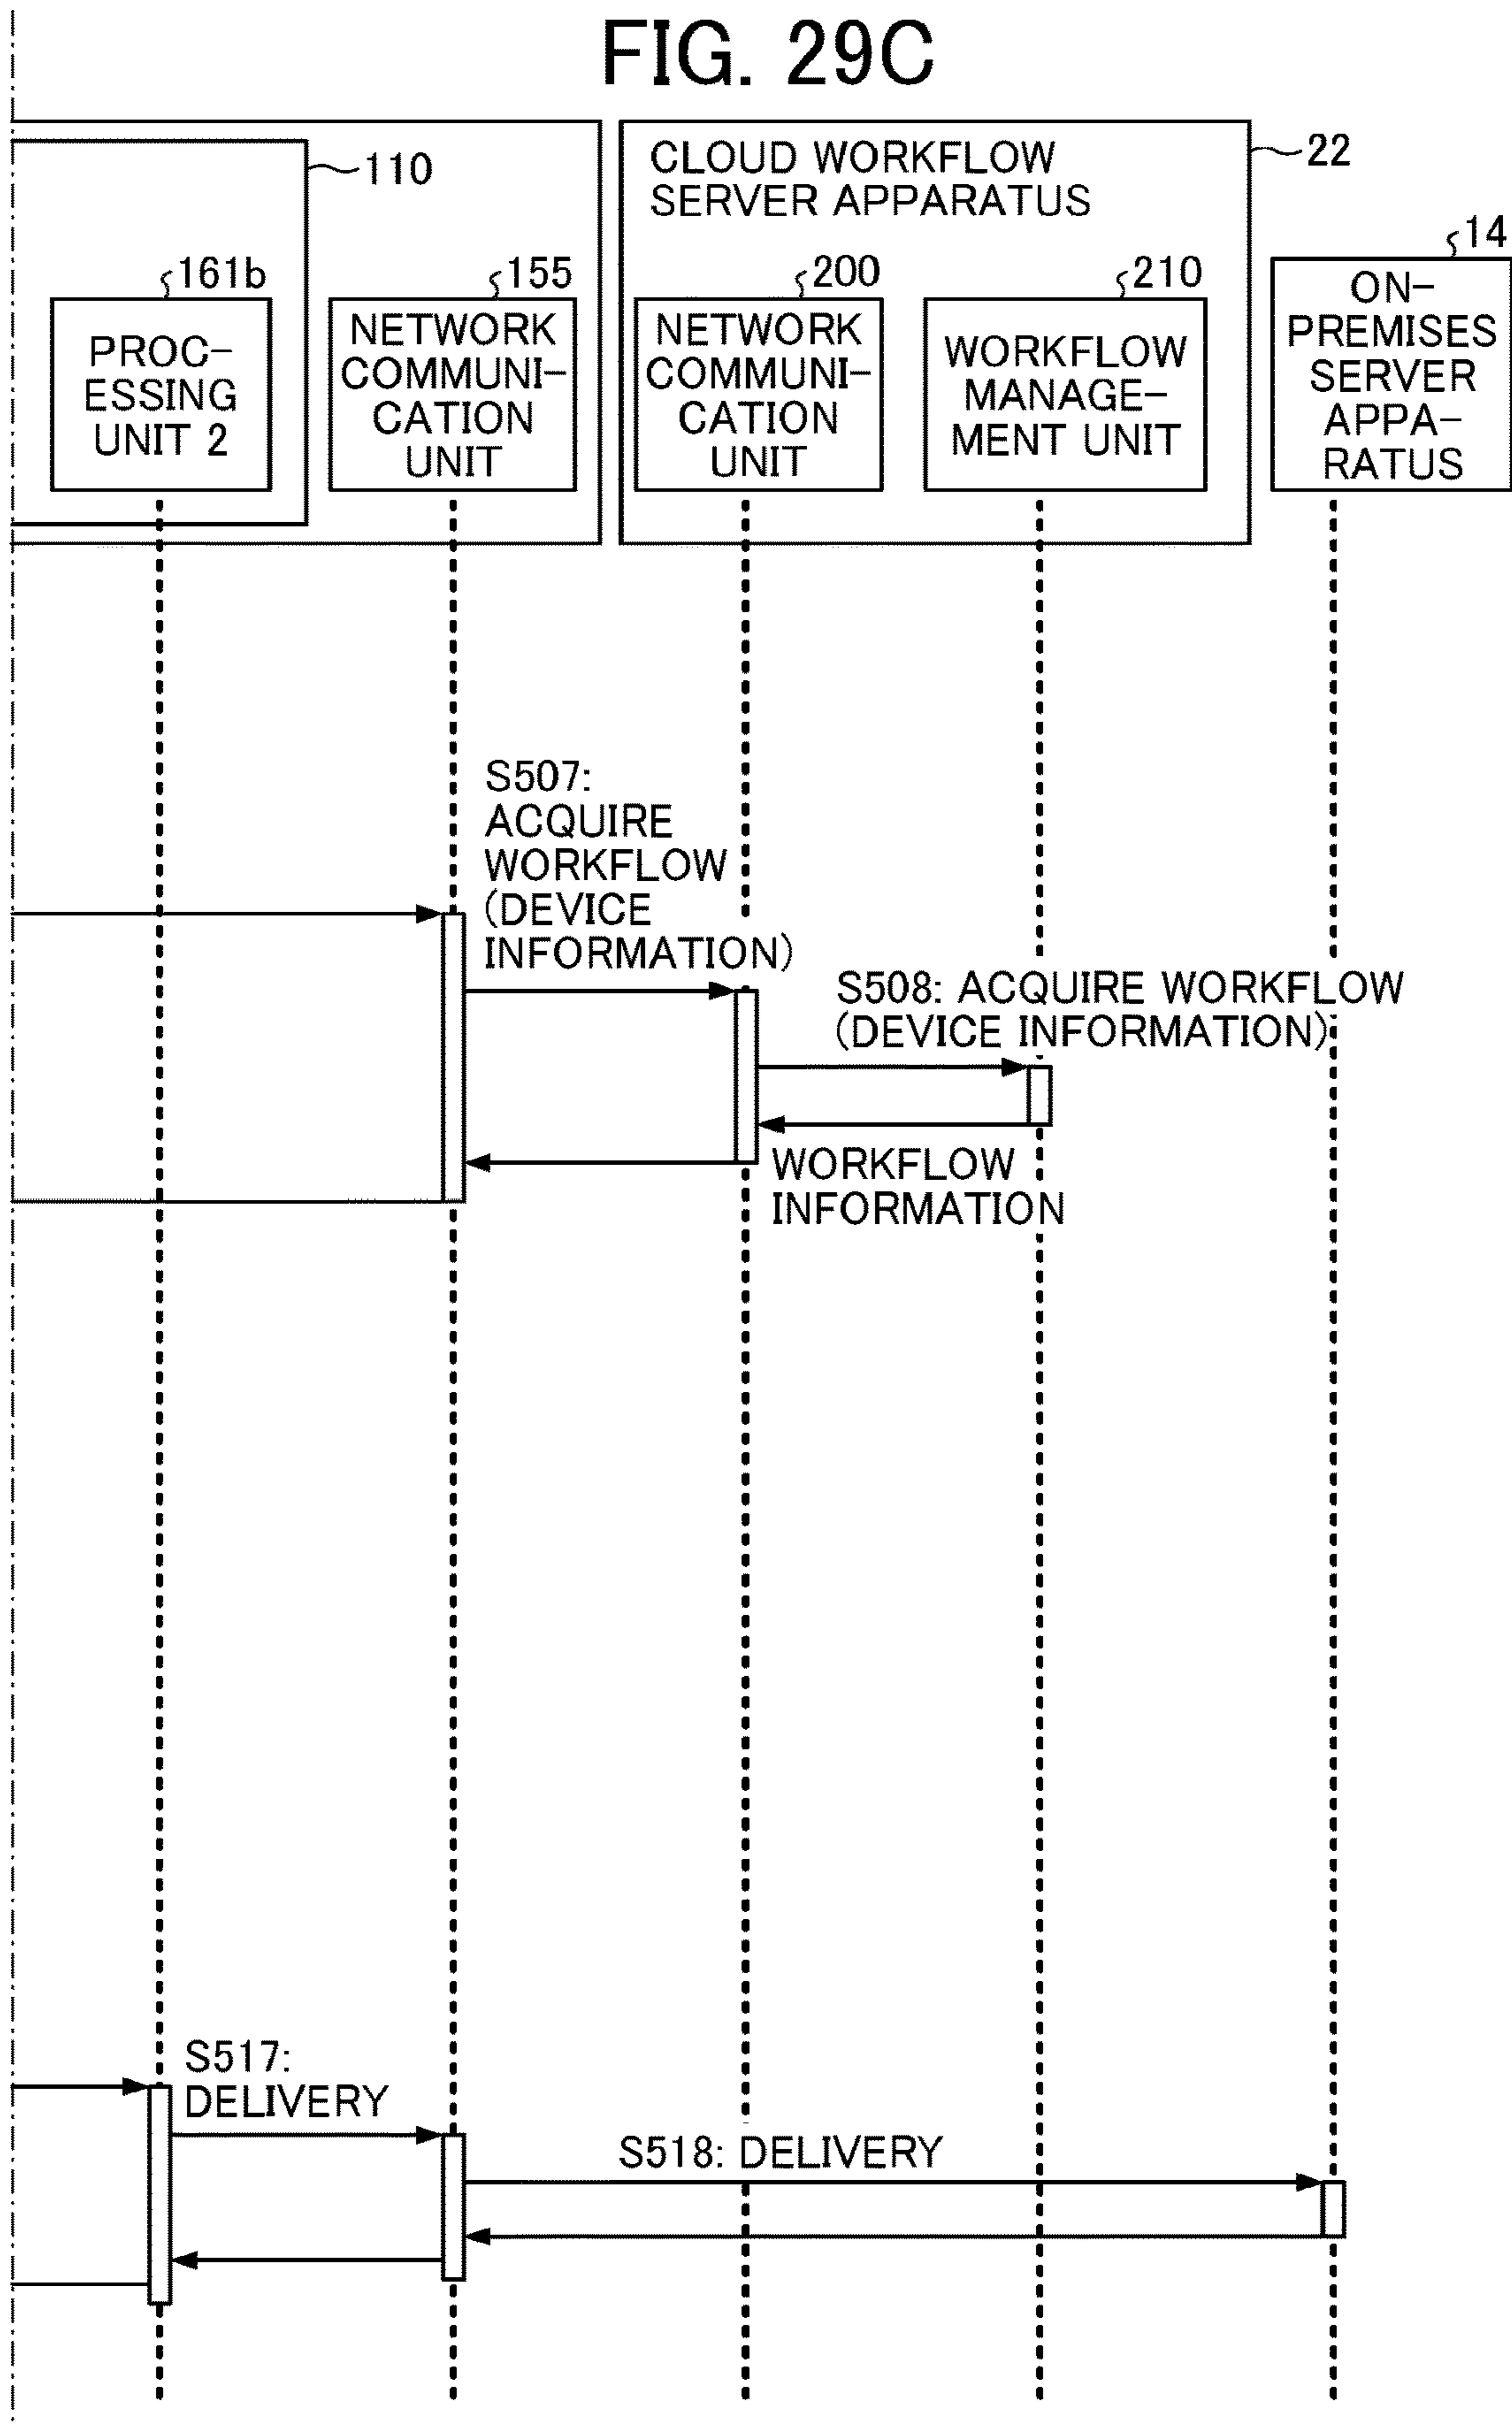 FIG. 29C
110
CLOUD WORKFLOW
SERVER APPARATUS
22
161b
PROC-
ESSING
UNIT 2
155
NETWORK
COMMUNI-
CATION
UNIT
200
NETWORK
COMMUNI-
CATION
UNIT
210
WORKFLOW
MANAGE-
MENT UNIT
14
ON-
PREMISES
SERVER
APPA-
RATUS
S507:
ACQUIRE
WORKFLOW
(DEVICE
INFORMATION)
S508: ACQUIRE WORKFLOW
(DEVICE INFORMATION)
WORKFLOW
INFORMATION
S517:
DELIVERY
S518: DELIVERY